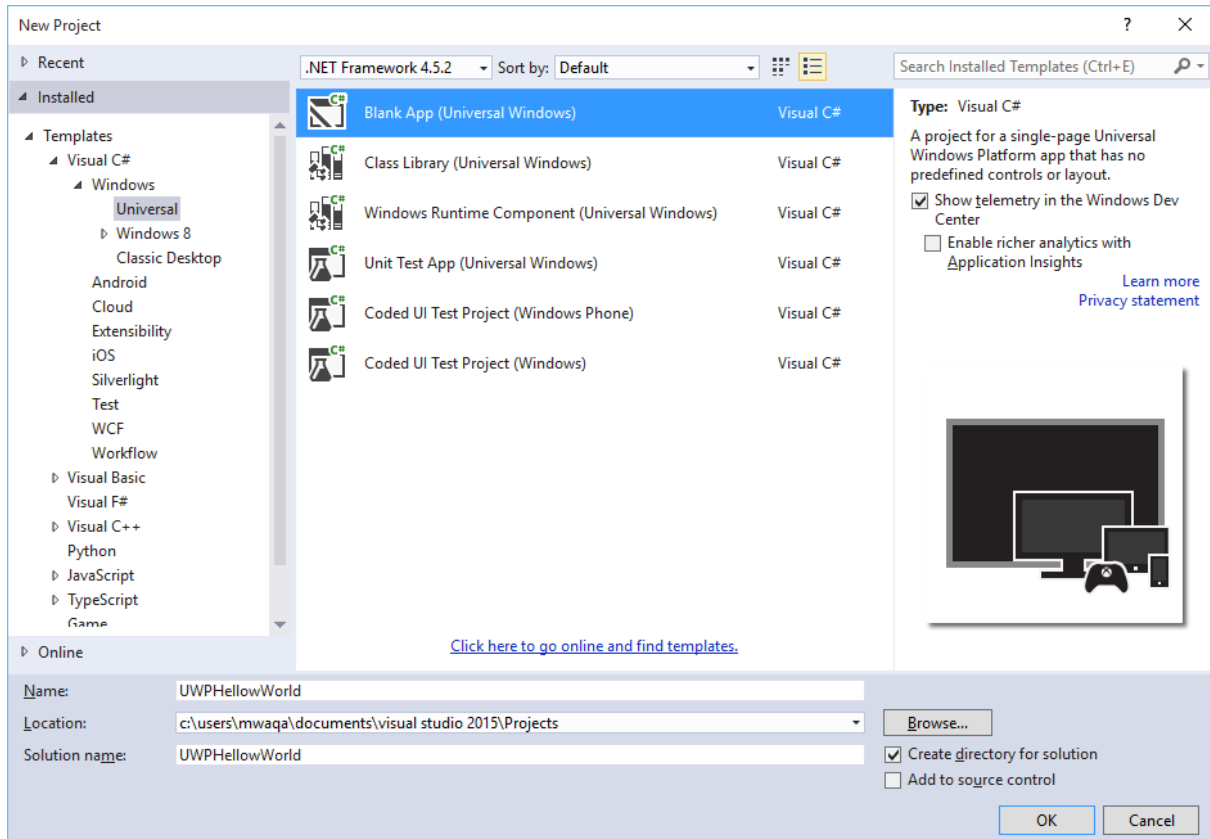 New Project
?
Recent
.NET Framework 4.5.2
Sort by:
Default
Search Installed Templates (Ctrl+E)
Installed
Templates
Visual C#
Windows
Universal
Windows 8
Classic Desktop
Android
Cloud
Extensibility
iOS
Silverlight
Test
WCF
Workflow
Visual Basic
Visual F#
Visual C++
Python
JavaScript
TypeScript
Game
Online
C#
Blank App (Universal Windows) Visual C#
C#
Class Library (Universal Windows) Visual C#
C#
Windows Runtime Component (Universal Windows) Visual C#
C#
Unit Test App (Universal Windows) Visual C#
C#
Coded UI Test Project (Windows Phone) Visual C#
C#
Coded UI Test Project (Windows) Visual C#
Click here to go online and find templates.
Type: Visual C#
A project for a single-page Universal
Windows Platform app that has no
predefined controls or layout.
Show telemetry in the Windows Dev
Center
Enable richer analytics with
Application Insights
Learn more
Privacy statement
Name: UWPHellowWorld
Location: c:\users\mwaqa\documents\visual studio 2015\Projects
Browse...
Solution name: UWPHellowWorld
Create directory for solution
Add to source control
OK
Cancel